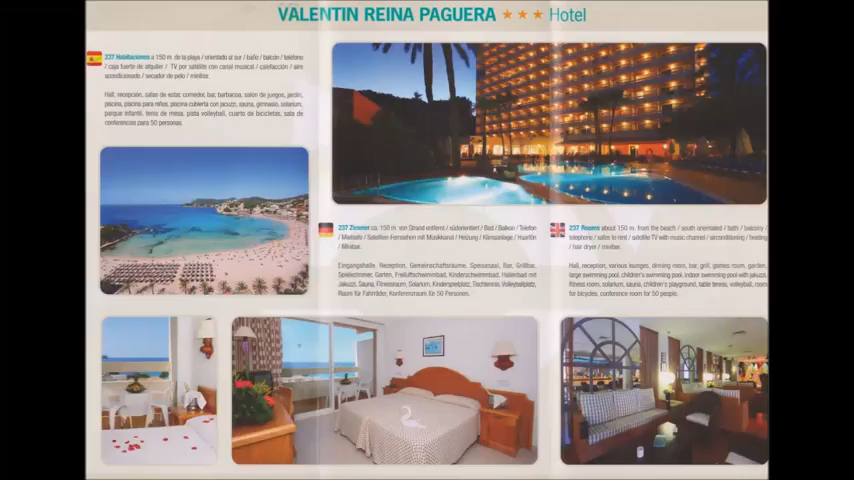 VALENTIN REINA PAGUERA ★ ★ ★ Hotel
237 Habitaciones a 150 m. de la playa / orientado al sur / baño / balcón / teléfono
/ caja fuerte de alquiler / TV por satélite con canal musical / calefacción / aire
acondicionado / secador de pelo / minibar.
Hall, recepción, salas de estar, comedor, bar, barbacoa, salón de juegos, jardín,
piscina, piscina para niños, piscina cubierta con jacuzzi, sauna, gimnasio, solarium,
parque infantil, tenis de mesa, pista volleyball, cuarto de bicicletas, sala de
conferencias para 50 personas.
237 Zimmer ca. 150 m. von Strand entfernt / südorientiert / Bad / Balkon / Telefon
/ Mietsafe / Satelliten-Fernsehen mit Musikkanal / Heizung / Klimaanlage / Haarfön
/ Minibar.
Eingangshalle, Rezeption, Gemeinschaftsräume, Speisesaal, Bar, Grillbar,
Spielzimmer, Garten, Freiluftschwimmbad, Kinderschwimmbad, Hallenbad mit
Jakuzzi, Sauna, Fitnessraum, Solarium, Kinderspielplatz, Tischtennis, Volleyballplatz,
Raum für Fahrräder, Konferenzraum für 50 Personen.
237 Rooms about 150 m. from the beach / south orientated / bath / balcony /
telephone / safes to rent / satellite TV with music channel / airconditioning / heating
/ hair dryer / minibar.
Hall, reception, various lounges, dinning room, bar, grill, games room, garden,
large swimming pool, children's swimming pool, indoor swimming pool with jakuzzi,
fitness room, solarium, sauna, children's playground, table tennis, volleyball, room
for bicycles, conference room for 50 people.